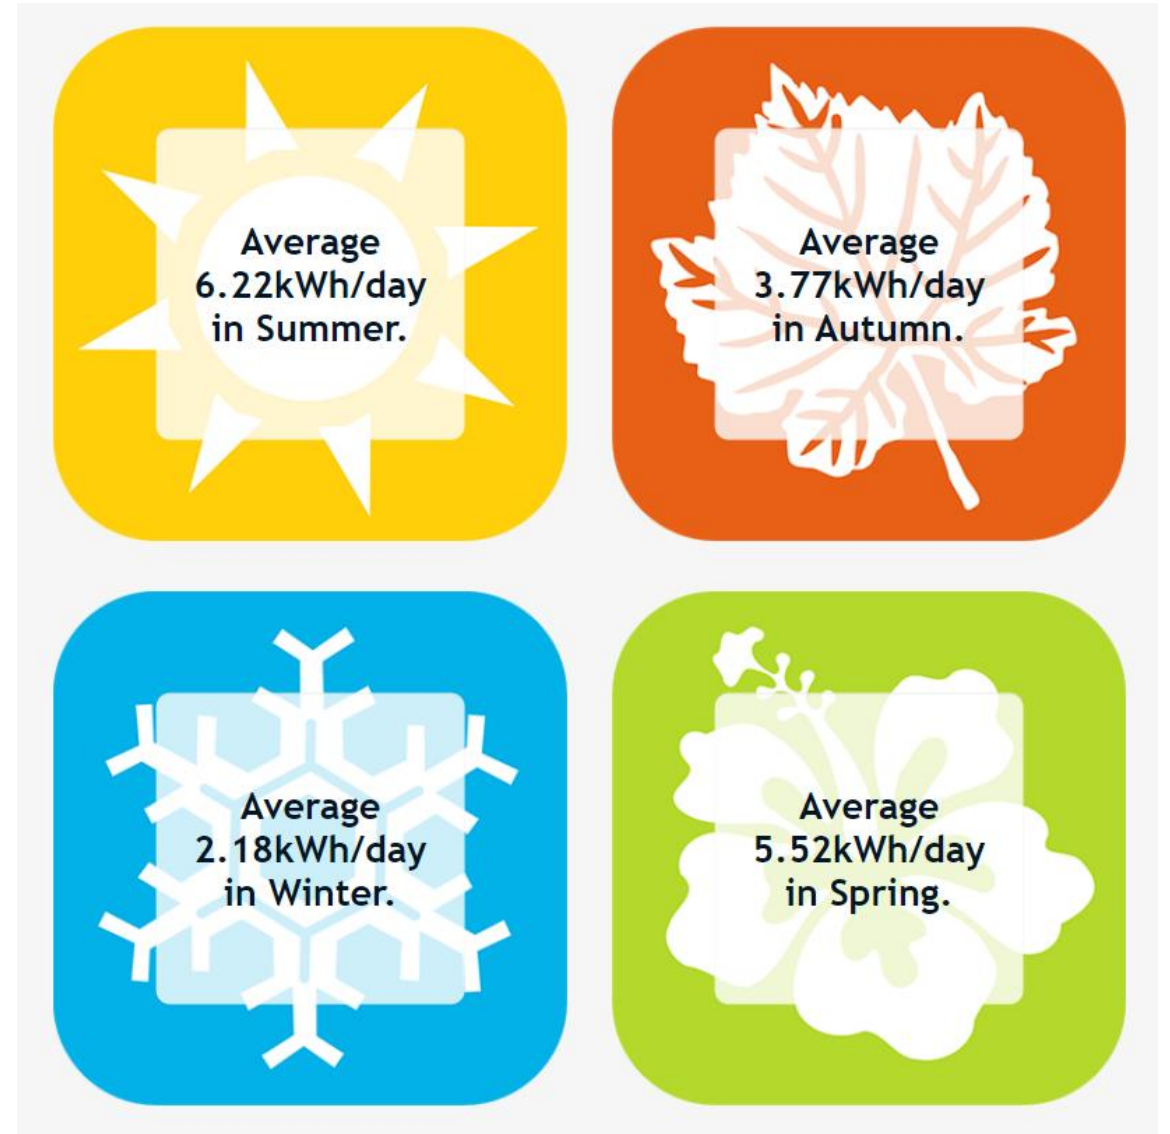 Average
6.22kWh/day
in Summer.
Average
3.77kWh/day
in Autumn.
Average
2.18kWh/day
in Winter.
Average
5.52kWh/day
in Spring.